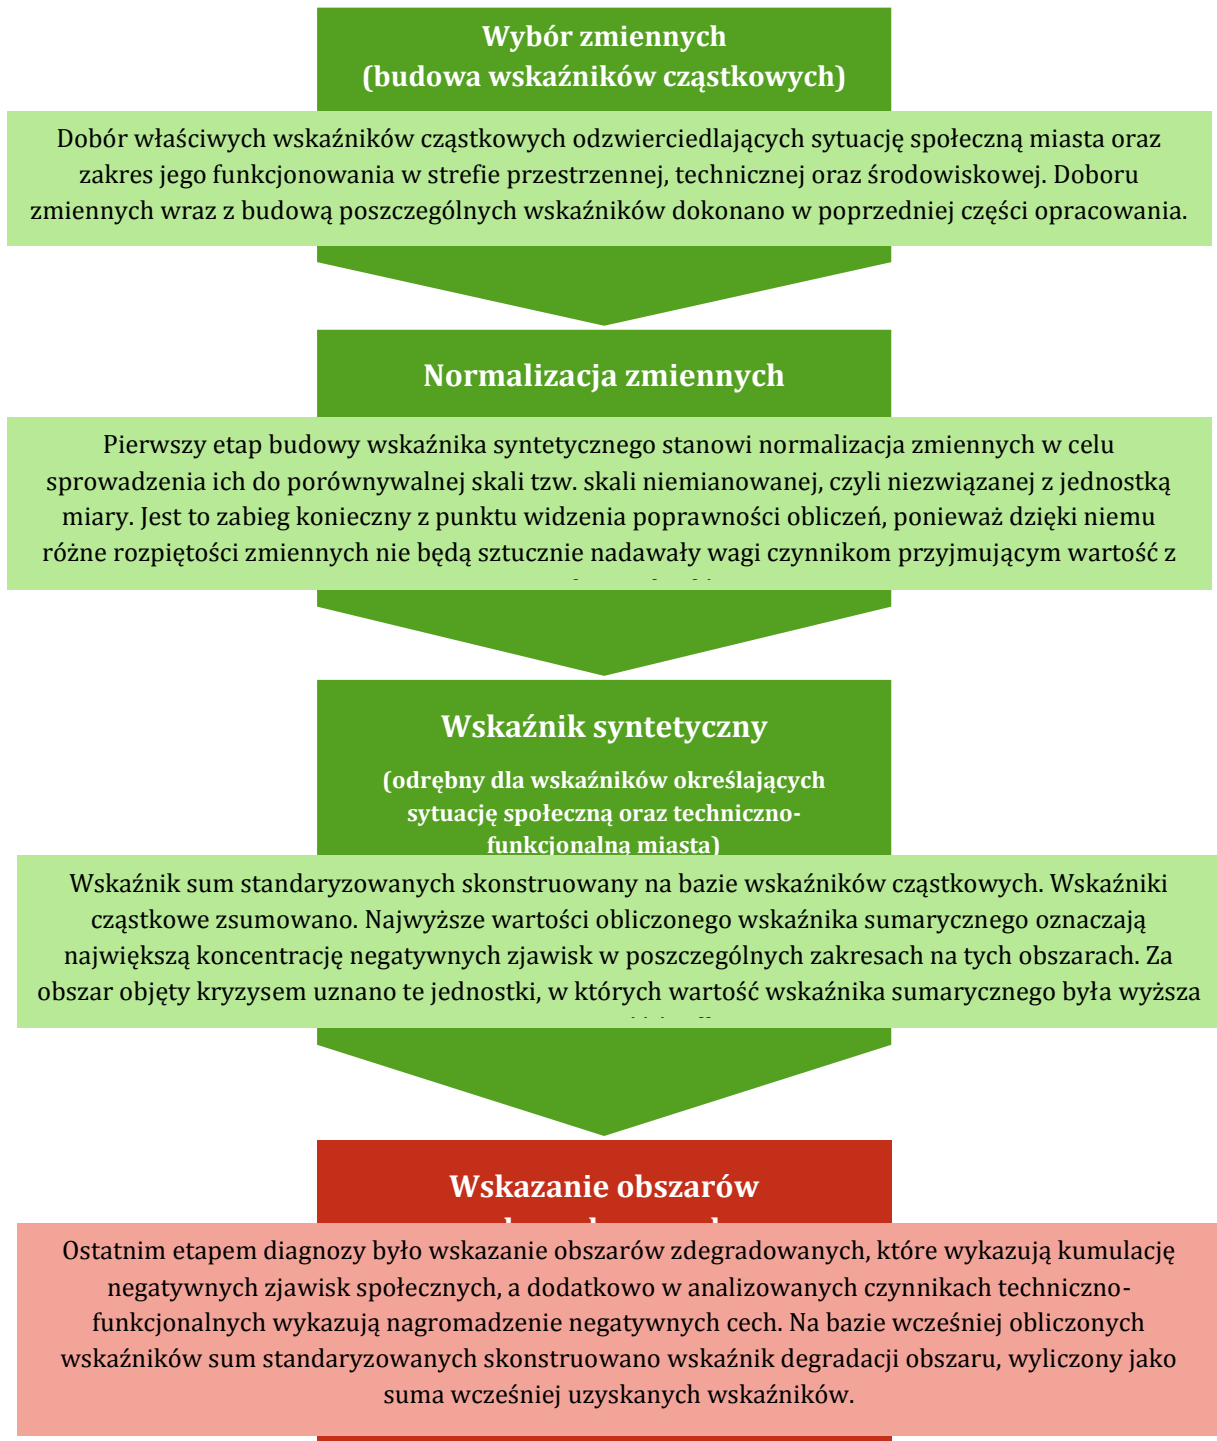 Wybór zmiennych
(budowa wskaźników cząstkowych)
Dobór właściwych wskaźników cząstkowych odzwierciedlających sytuację społeczną miasta oraz
zakres jego funkcjonowania w strefie przestrzennej, technicznej oraz środowiskowej. Doboru
zmiennych wraz z budową poszczególnych wskaźników dokonano w poprzedniej części opracowania.
Normalizacja zmiennych
Pierwszy etap budowy wskaźnika syntetycznego stanowi normalizacja zmiennych w celu
sprowadzenia ich do porównywalnej skali tzw. skali niemianowanej, czyli niezwiązanej z jednostką
miary. Jest to zabieg konieczny z punktu widzenia poprawności obliczeń, ponieważ dzięki niemu
różne rozpiętości zmiennych nie będą sztucznie nadawały wagi czynnikom przyjmującym wartość z
Wskaźnik syntetyczny
(odrębny dla wskaźników określających
sytuację społeczną oraz techniczno-
funkcjonalną miasta)
Wskaźnik sum standaryzowanych skonstruowany na bazie wskaźników cząstkowych. Wskaźniki
cząstkowe zsumowano. Najwyższe wartości obliczonego wskaźnika sumarycznego oznaczają
największą koncentrację negatywnych zjawisk w poszczególnych zakresach na tych obszarach. Za
obszar objęty kryzysem uznano te jednostki, w których wartość wskaźnika sumarycznego była wyższa
Wskazanie obszarów
Ostatnim etapem diagnozy było wskazanie obszarów zdegradowanych, które wykazują kumulację
negatywnych zjawisk społecznych, a dodatkowo w analizowanych czynnikach techniczno-
funkcjonalnych wykazują nagromadzenie negatywnych cech. Na bazie wcześniej obliczonych
wskaźników sum standaryzowanych skonstruowano wskaźnik degradacji obszaru, wyliczony jako
suma wcześniej uzyskanych wskaźników.